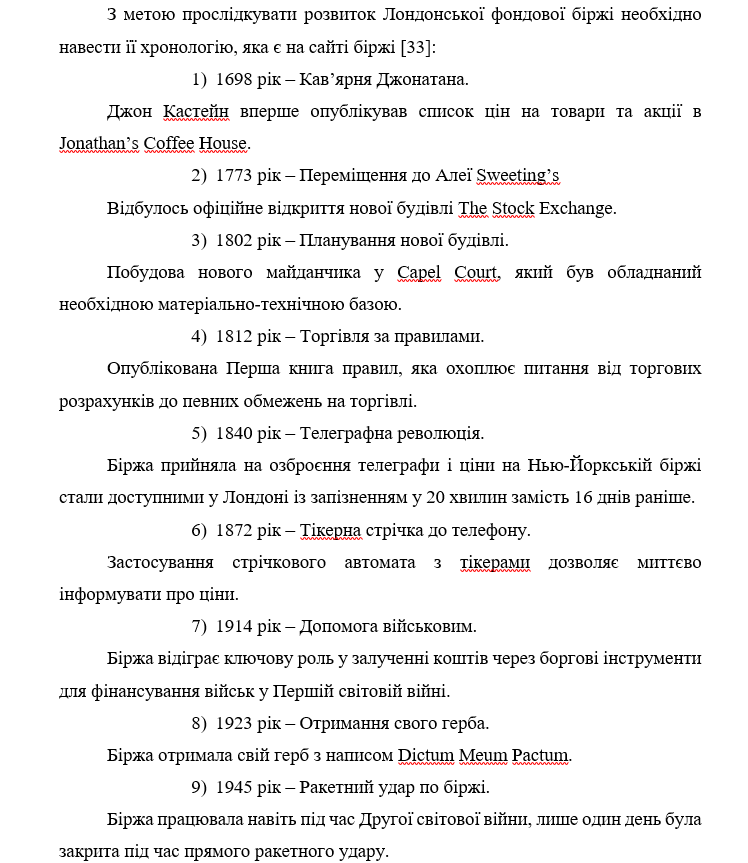 З метою прослідкувати розвиток Лондонської фондової біржі необхідно
навести її хронологію, яка є на сайті біржі [33]:
1) 1698 рік – Кав’ярня Джонатана.
Джон Кастейн вперше опублікував список цін на товари та акції в
Jonathan’s Coffee House.
2) 1773 рік – Переміщення до Алеї Sweeting’s
Відбулось офіційне відкриття нової будівлі The Stock Exchange.
3) 1802 рік – Планування нової будівлі.
Побудова нового майданчика у Capel Court, який був обладнаний
необхідною матеріально-технічною базою.
4) 1812 рік – Торгівля за правилами.
Опублікована Перша книга правил, яка охоплює питання від торгових
розрахунків до певних обмежень на торгівлі.
5) 1840 рік – Телеграфна революція.
Біржа прийняла на озброєння телеграфи і ціни на Нью-Йоркській біржі
стали доступними у Лондоні із запізненням у 20 хвилин замість 16 днів раніше.
6) 1872 рік – Тікерна стрічка до телефону.
Застосування стрічкового автомата з тікерами дозволяє миттєво
інформувати про ціни.
7) 1914 рік – Допомога військовим.
Біржа відіграє ключову роль у залученні коштів через боргові інструменти
для фінансування військ у Першій світовій війні.
8) 1923 рік – Отримання свого герба.
Біржа отримала свій герб з написом Dictum Meum Pactum.
9) 1945 рік – Ракетний удар по біржі.
Біржа працювала навіть під час Другої світової війни, лише один день була
закрита під час прямого ракетного удару.